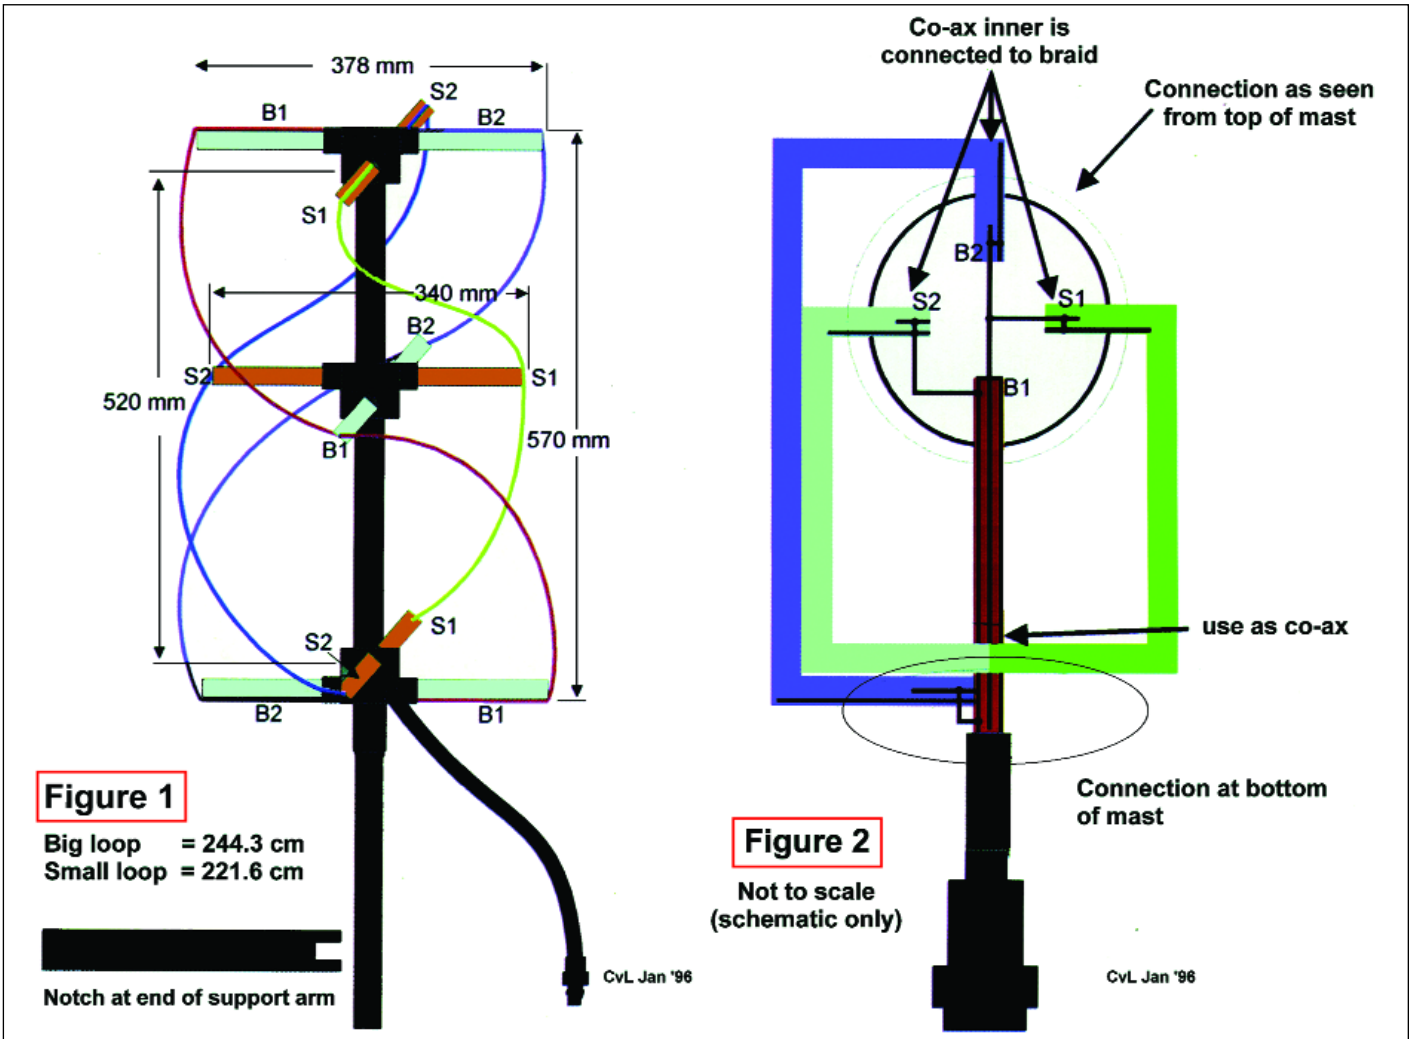 378 mm
S2
B1
B2
S1
340 mm
B2
S2
S1
520 mm
B1
570 mm
S1
S2
B2
B1
Figure 1
Big loop = 244.3 cm
Small loop = 221.6 cm
Notch at end of support arm
CvL Jan '96
Co-ax inner is
connected to braid
Connection as seen
from top of mast
B2
S2
S1
B1
use as co-ax
Connection at bottom
of mast
Figure 2
Not to scale
(schematic only)
CvL Jan '96